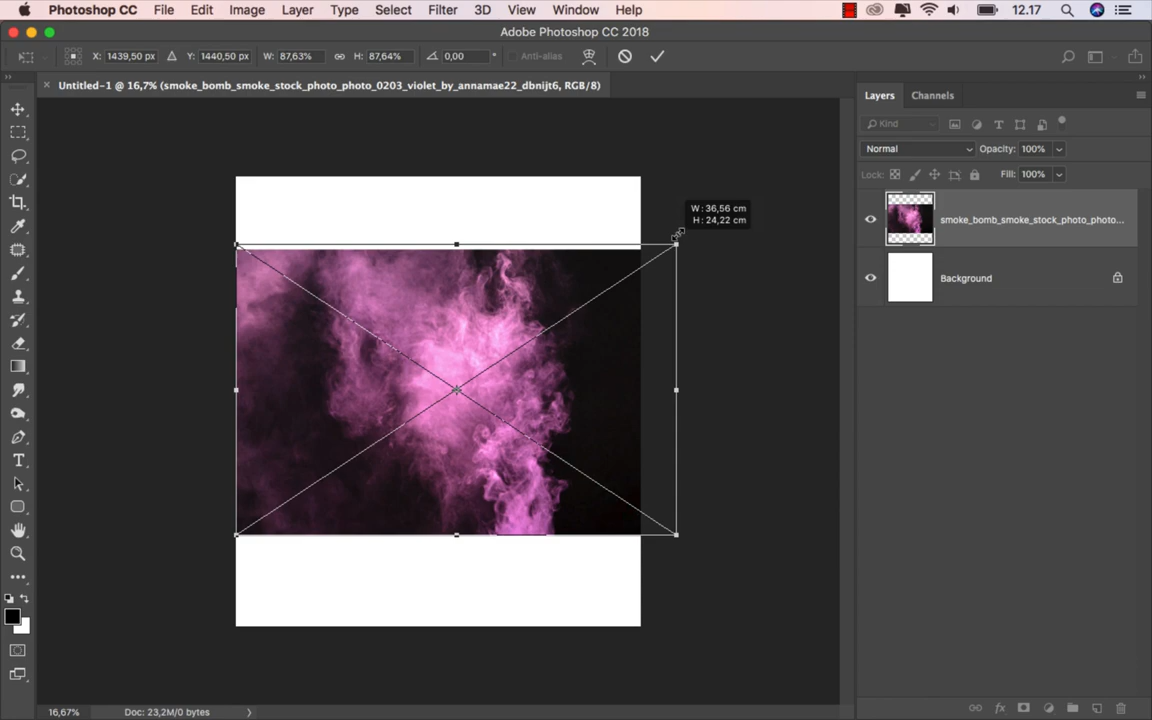 Photoshop CC File Edit Image Layer Type Select Filter 3D View Window Help 12.17
Adobe Photoshop CC 2018
X: 1439,50 px Y: 1440,50 px W: 87,63% H: 87,64% 0,00 ° Anti-alias
Untitled-1 @ 16,7% (smoke_bomb_smoke_stock_photo_photo_0203_violet_by_annamae22_dbnijt6, RGB/8)
Layers Channels
Kind
Normal Opacity: 100%
Lock: Fill: 100%
W: 36,56 cm
H: 24,22 cm
smoke_bomb_smoke_stock_photo_photo...
Background
16,67% Doc: 23,2M/0 bytes